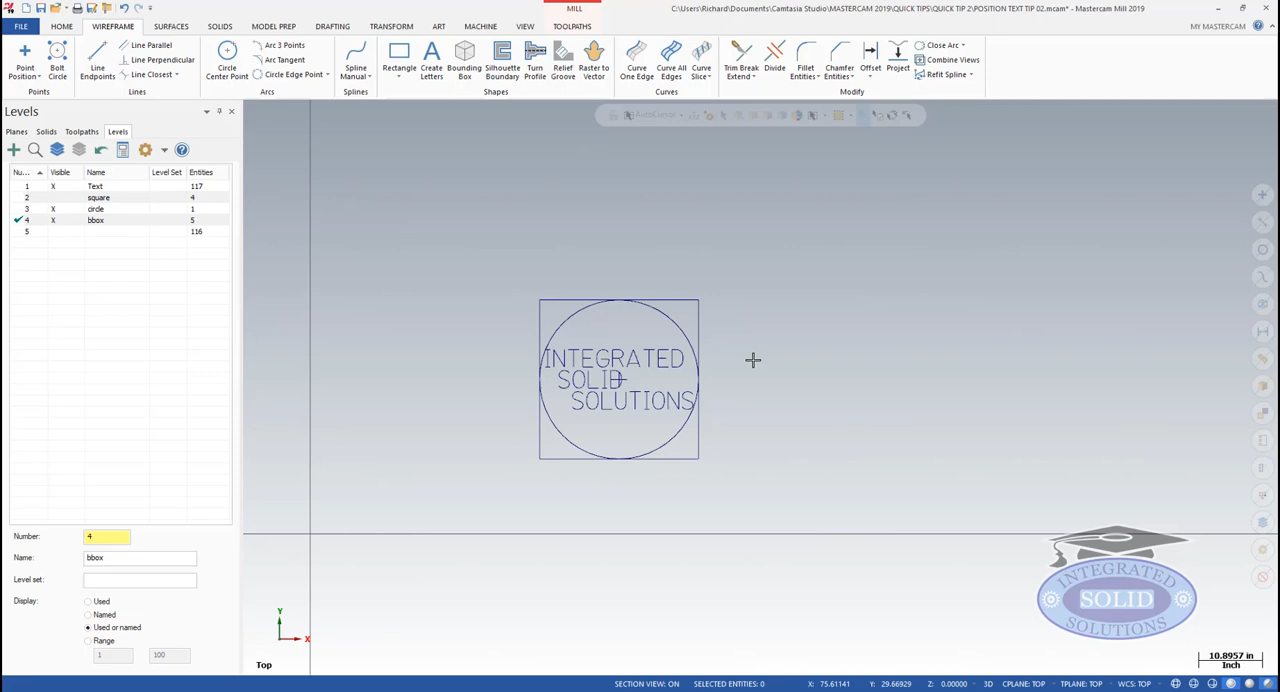 C:\Users\Richard\Documents\Camtasia Studio\MASTERCAM 2019\QUICK TIPS\QUICK TIP 2\POSITION TEXT TIP 02.mcam* - Mastercam Mill 2019
MILL
FILE HOME WIREFRAME SURFACES SOLIDS MODEL PREP DRAFTING TRANSFORM ART MACHINE VIEW TOOLPATHS MY MASTERCAM
Point Position
Bolt Circle
Points
Line Endpoints
Line Parallel
Line Perpendicular
Line Closest
Lines
Circle Center Point
Arc 3 Points
Arc Tangent
Circle Edge Point
Arcs
Spline Manual
Splines
Rectangle
Create Letters
Bounding Box
Silhouette Boundary
Turn Profile
Relief Groove
Raster to Vector
Shapes
Curve One Edge
Curve All Edges
Curve Slice
Curves
Trim Break Extend
Divide
Fillet Entities
Chamfer Entities
Offset
Project
Close Arc
Combine Views
Refit Spline
Modify
Levels
Planes Solids Toolpaths Levels
Nu... Visible Name Level Set Entities
1 X Text 117
2 square 4
3 X circle 1
4 X bbox 5
5 116
Number: 4
Name: bbox
Level set:
Display: Used
Named
Used or named
Range
1 100
AutoCursor
INTEGRATED
SOLID
SOLUTIONS
INTEGRATED
SOLID
SOLUTIONS
Y
X
Top
10.8957 in
Inch
SECTION VIEW: ON SELECTED ENTITIES: 0 X: 75.61141 Y: 29.66929 Z: 0.00000 3D CPLANE: TOP TPLANE: TOP WCS: TOP